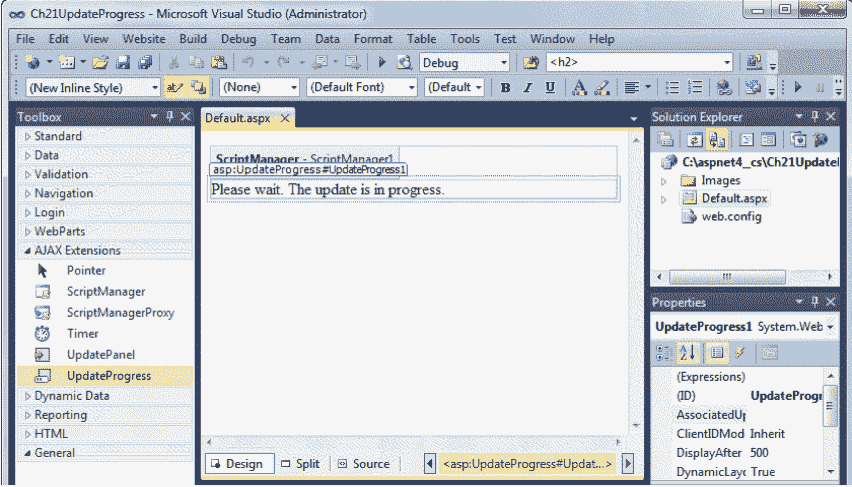 Ch21UpdateProgress - Microsoft Visual Studio (Administrator)
File Edit View Website Build Debug Team Data Format Table Tools Test Window Help
Debug <h2>
(New Inline Style) (None) (Default Font) (Default B I U A
Toolbox
Standard
Data
Validation
Navigation
Login
WebParts
AJAX Extensions
Pointer
ScriptManager
ScriptManagerProxy
Timer
UpdatePanel
UpdateProgress
Dynamic Data
Reporting
HTML
General
Default.aspx
ScriptManager - ScriptManager1
asp:UpdateProgress#UpdateProgress1
Please wait. The update is in progress.
Design Split Source <asp:UpdateProgress#Updat...>
Solution Explorer
C:\aspnet4_cs\Ch21UpdateP
Images
Default.aspx
web.config
Properties
UpdateProgress1 System.Web
(Expressions)
(ID) UpdateProgr
AssociatedUp
ClientIDMod Inherit
DisplayAfter 500
DynamicLayo True